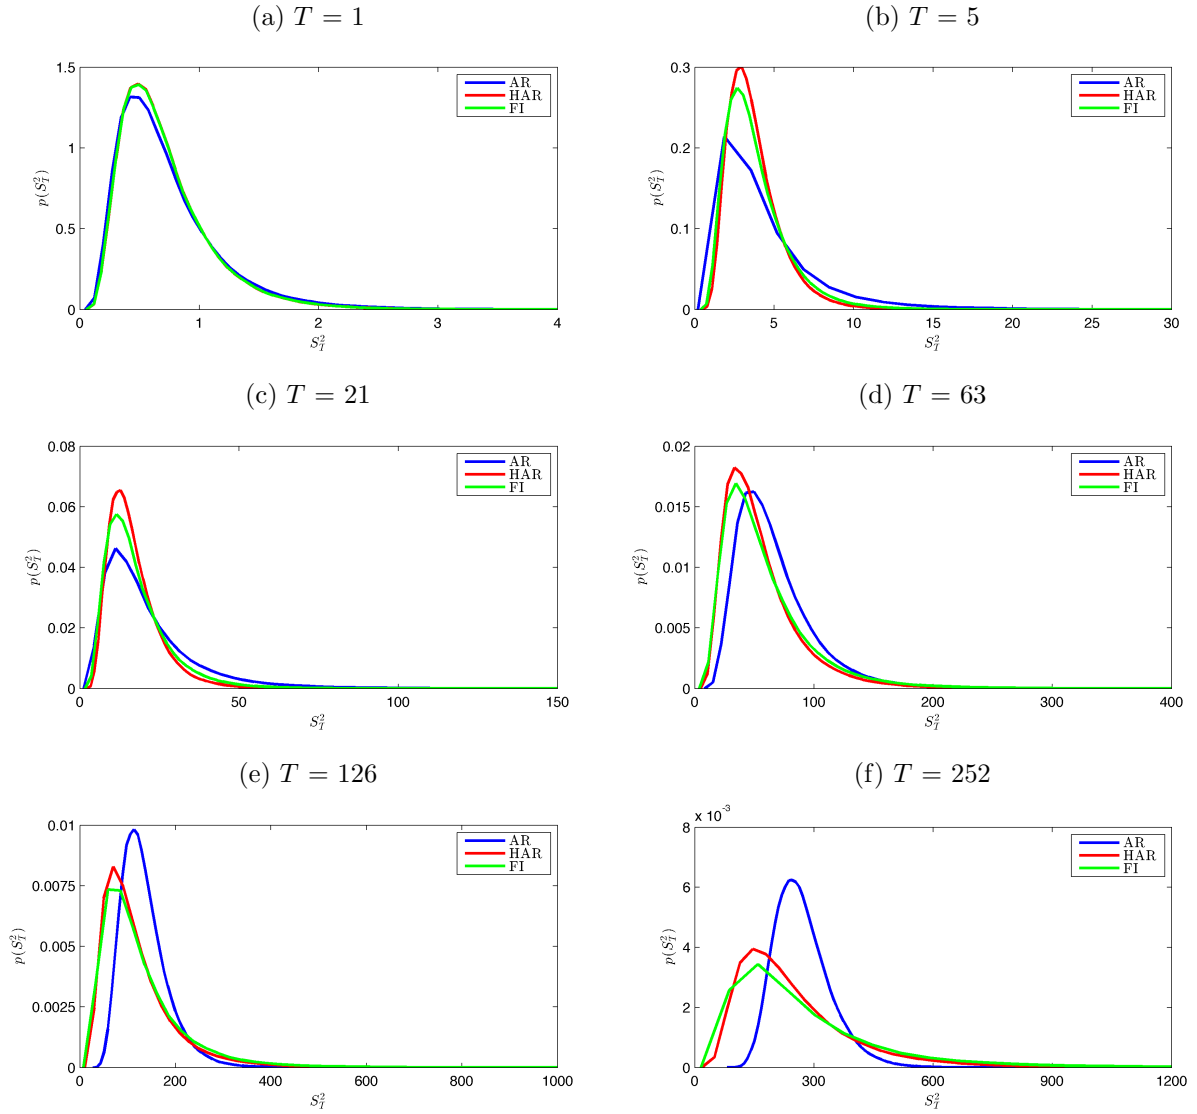 (a) T = 1
1.5
1
0.5
0
0 1 2 3 4
p(S_T^2)
S_T^2
AR
HAR
FI
(b) T = 5
0.3
0.2
0.1
0
0 5 10 15 20 25 30
p(S_T^2)
S_T^2
AR
HAR
FI
(c) T = 21
0.08
0.06
0.04
0.02
0
0 50 100 150
p(S_T^2)
S_T^2
AR
HAR
FI
(d) T = 63
0.02
0.015
0.01
0.005
0
0 100 200 300 400
p(S_T^2)
S_T^2
AR
HAR
FI
(e) T = 126
0.01
0.0075
0.005
0.0025
0
0 200 400 600 800 1000
p(S_T^2)
S_T^2
AR
HAR
FI
(f) T = 252
x 10^-3
8
6
4
2
0
0 300 600 900 1200
p(S_T^2)
S_T^2
AR
HAR
FI